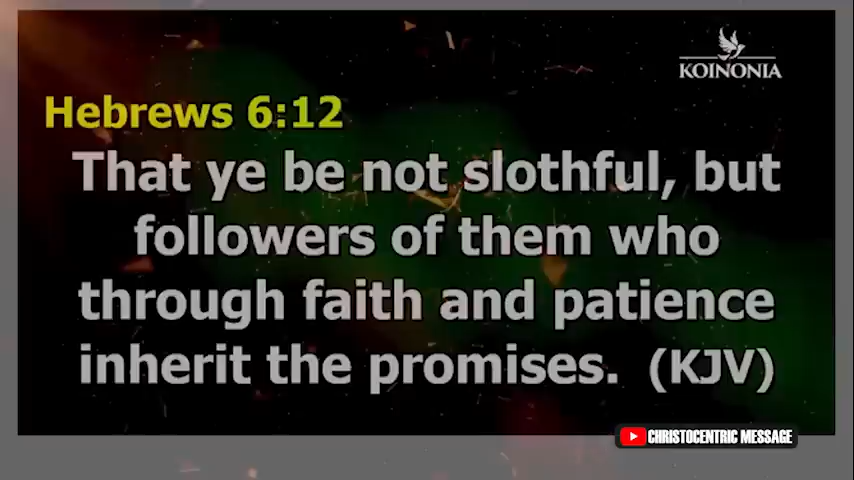 KOINONIA
Hebrews 6:12
That ye be not slothful, but
followers of them who
through faith and patience
inherit the promises. (KJV)
CHRISTOCENTRIC MESSAGE